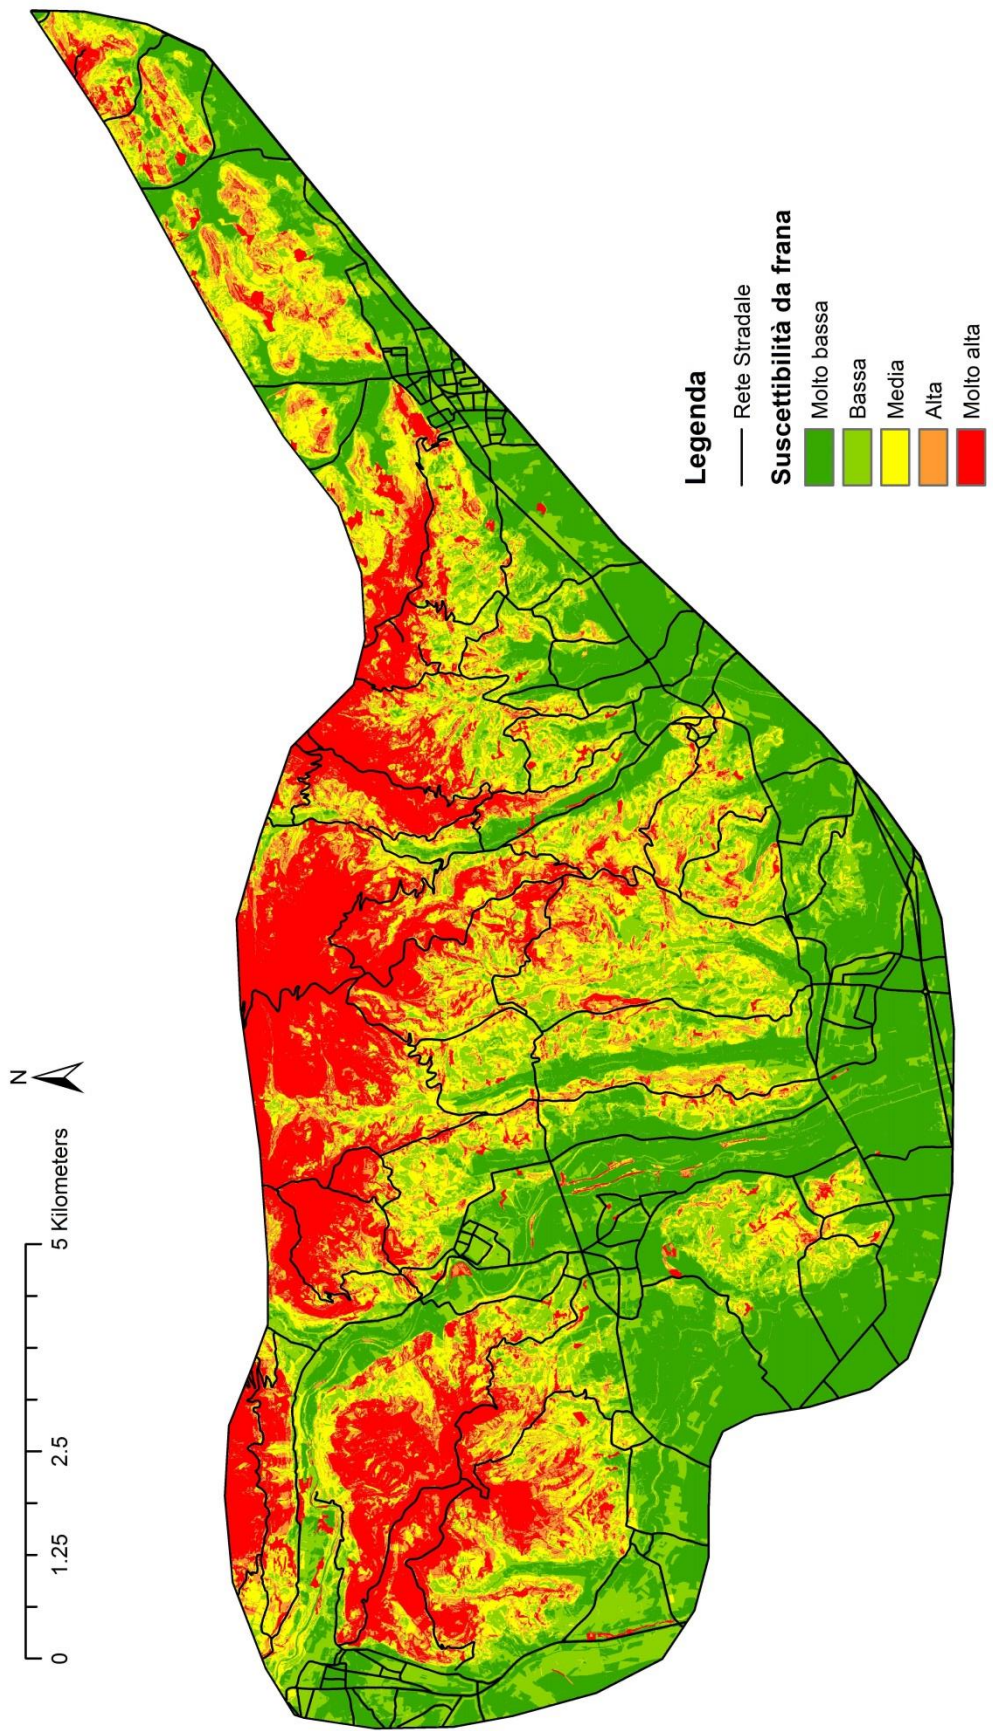 N
0 1.25 2.5 5 Kilometers
Legenda
Rete Stradale
Suscettibilità da frana
Molto bassa
Bassa
Media
Alta
Molto alta